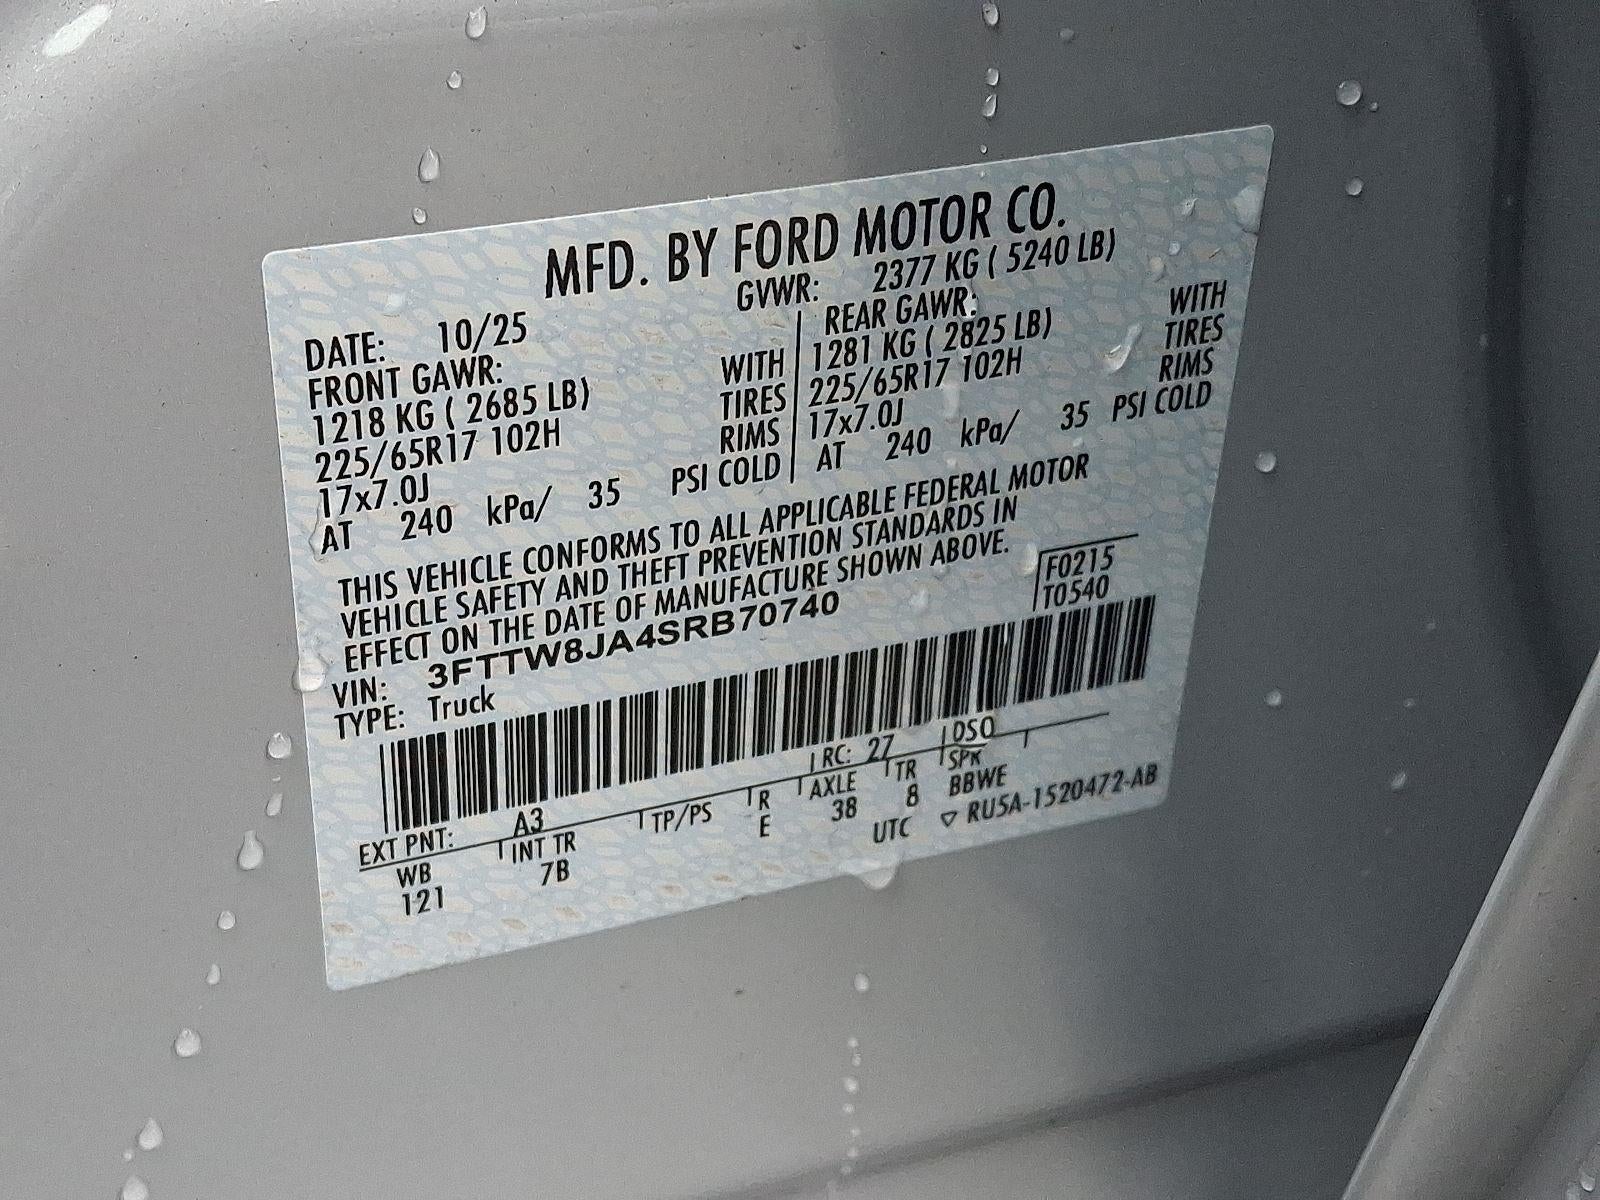 MFD. BY FORD MOTOR CO.
DATE: 10/25 GVWR: 2377 KG ( 5240 LB)
FRONT GAWR: REAR GAWR:
1218 KG ( 2685 LB) WITH 1281 KG ( 2825 LB) WITH
225/65R17 102H TIRES 225/65R17 102H TIRES
17x7.0J RIMS 17x7.0J RIMS
AT 240 kPa/ 35 PSI COLD AT 240 kPa/ 35 PSI COLD
THIS VEHICLE CONFORMS TO ALL APPLICABLE FEDERAL MOTOR
VEHICLE SAFETY AND THEFT PREVENTION STANDARDS IN
EFFECT ON THE DATE OF MANUFACTURE SHOWN ABOVE.
F0215
VIN: 3FTTW8JA4SRB70740 T0540
TYPE: Truck
EXT PNT: A3 RC: 27 DSO
WB INT TR TP/PS R AXLE TR SPK
121 7B E 38 8 BBWE
UTC ▽ RU5A-1520472-AB